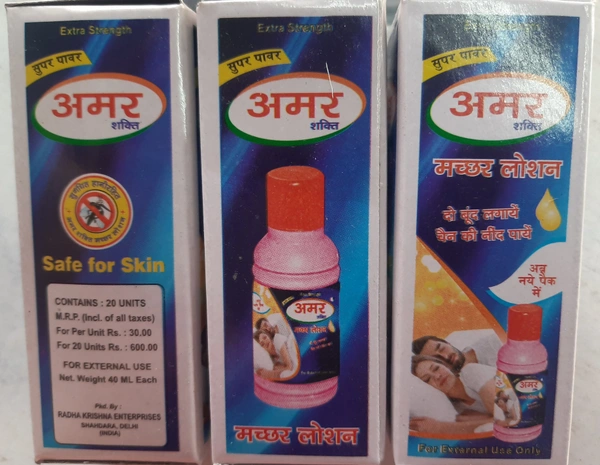 Extra Strength
सुपर पावर
अमर
शक्ति
Safe for Skin
CONTAINS : 20 UNITS
M.R.P. (Incl. of all taxes)
For Per Unit Rs. : 30.00
For 20 Units Rs. : 600.00
FOR EXTERNAL USE
Net. Weight 40 ML Each
Pkd. By :
RADHA KRISHNA ENTERPRISES
SHAHDARA, DELHI
(INDIA)
Extra Strength
सुपर पावर
अमर
शक्ति
अमर
मच्छर लोशन
Extra Strength
सुपर पावर
अमर
शक्ति
मच्छर लोशन
दो बूंद लगायें
चैन की नींद पायें
अब
नये पैक
में
अमर
For External Use Only